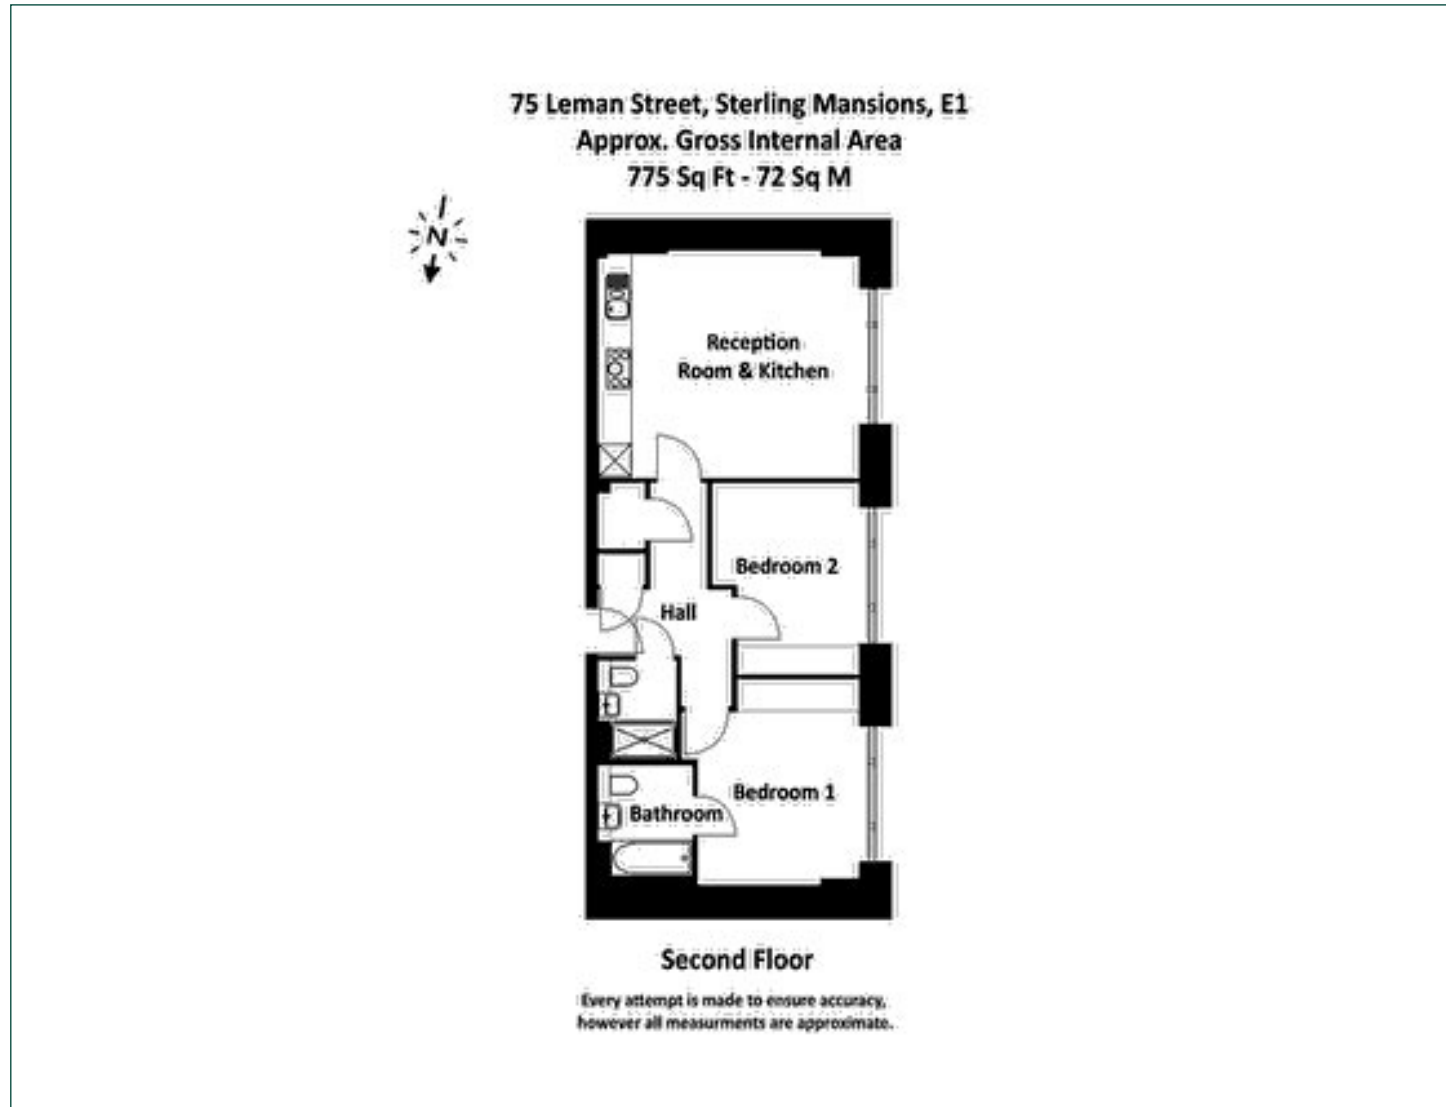 75 Leman Street, Sterling Mansions, E1
Approx. Gross Internal Area
775 Sq Ft - 72 Sq M
N
Reception
Room & Kitchen
Bedroom 2
Hall
Bedroom 1
Bathroom
Second Floor
Every attempt is made to ensure accuracy,
however all measurments are approximate.